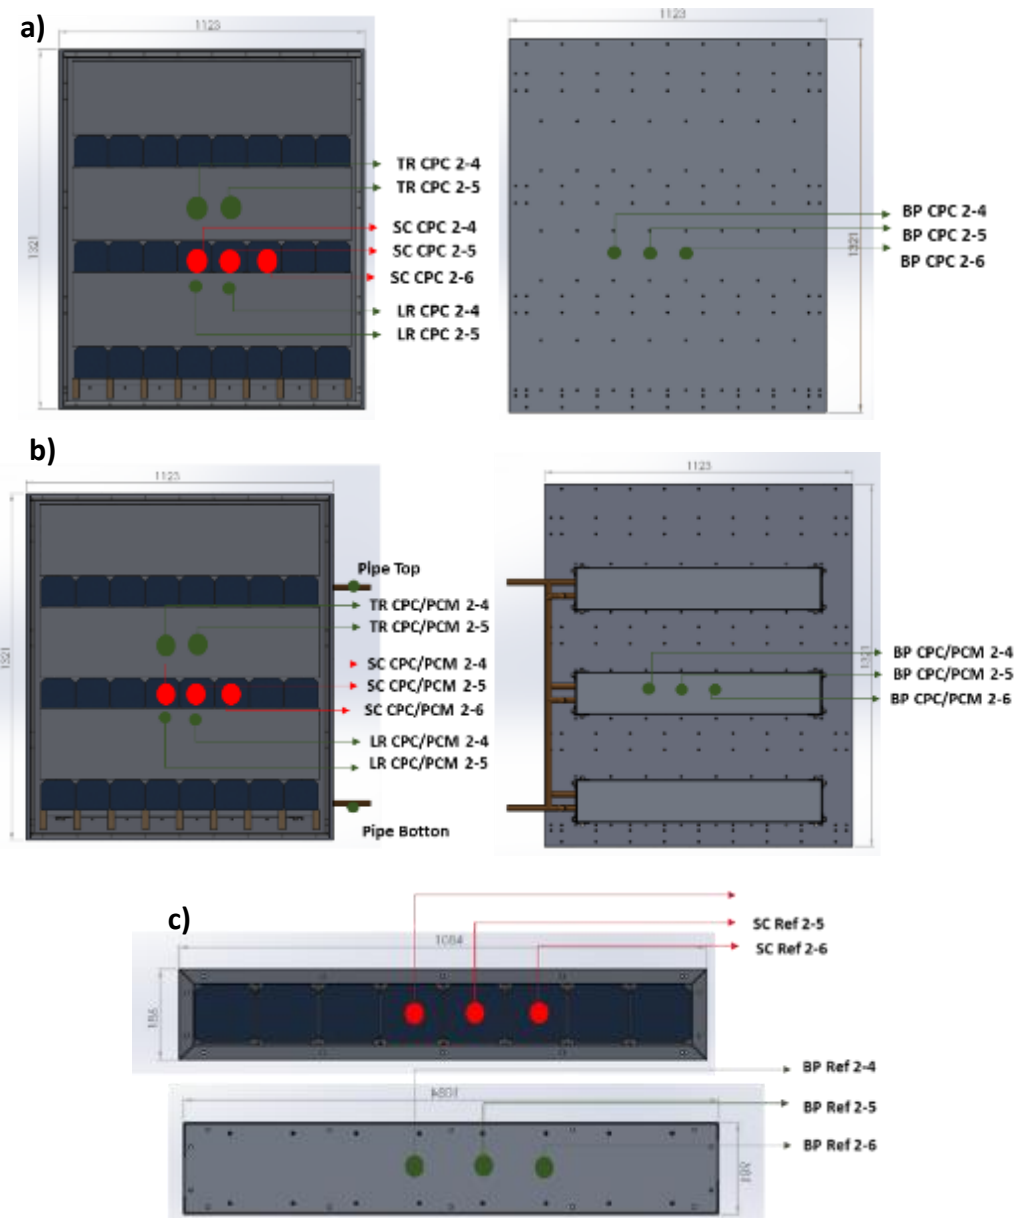 a)
1123
1321
TR CPC 2-4
TR CPC 2-5
SC CPC 2-4
SC CPC 2-5
SC CPC 2-6
LR CPC 2-4
LR CPC 2-5
1123
1321
BP CPC 2-4
BP CPC 2-5
BP CPC 2-6
b)
1123
1321
Pipe Top
TR CPC/PCM 2-4
TR CPC/PCM 2-5
SC CPC/PCM 2-4
SC CPC/PCM 2-5
SC CPC/PCM 2-6
LR CPC/PCM 2-4
LR CPC/PCM 2-5
Pipe Botton
1123
1321
BP CPC/PCM 2-4
BP CPC/PCM 2-5
BP CPC/PCM 2-6
c)
SC Ref 2-5
SC Ref 2-6
1084
BP Ref 2-4
BP Ref 2-5
BP Ref 2-6
1084